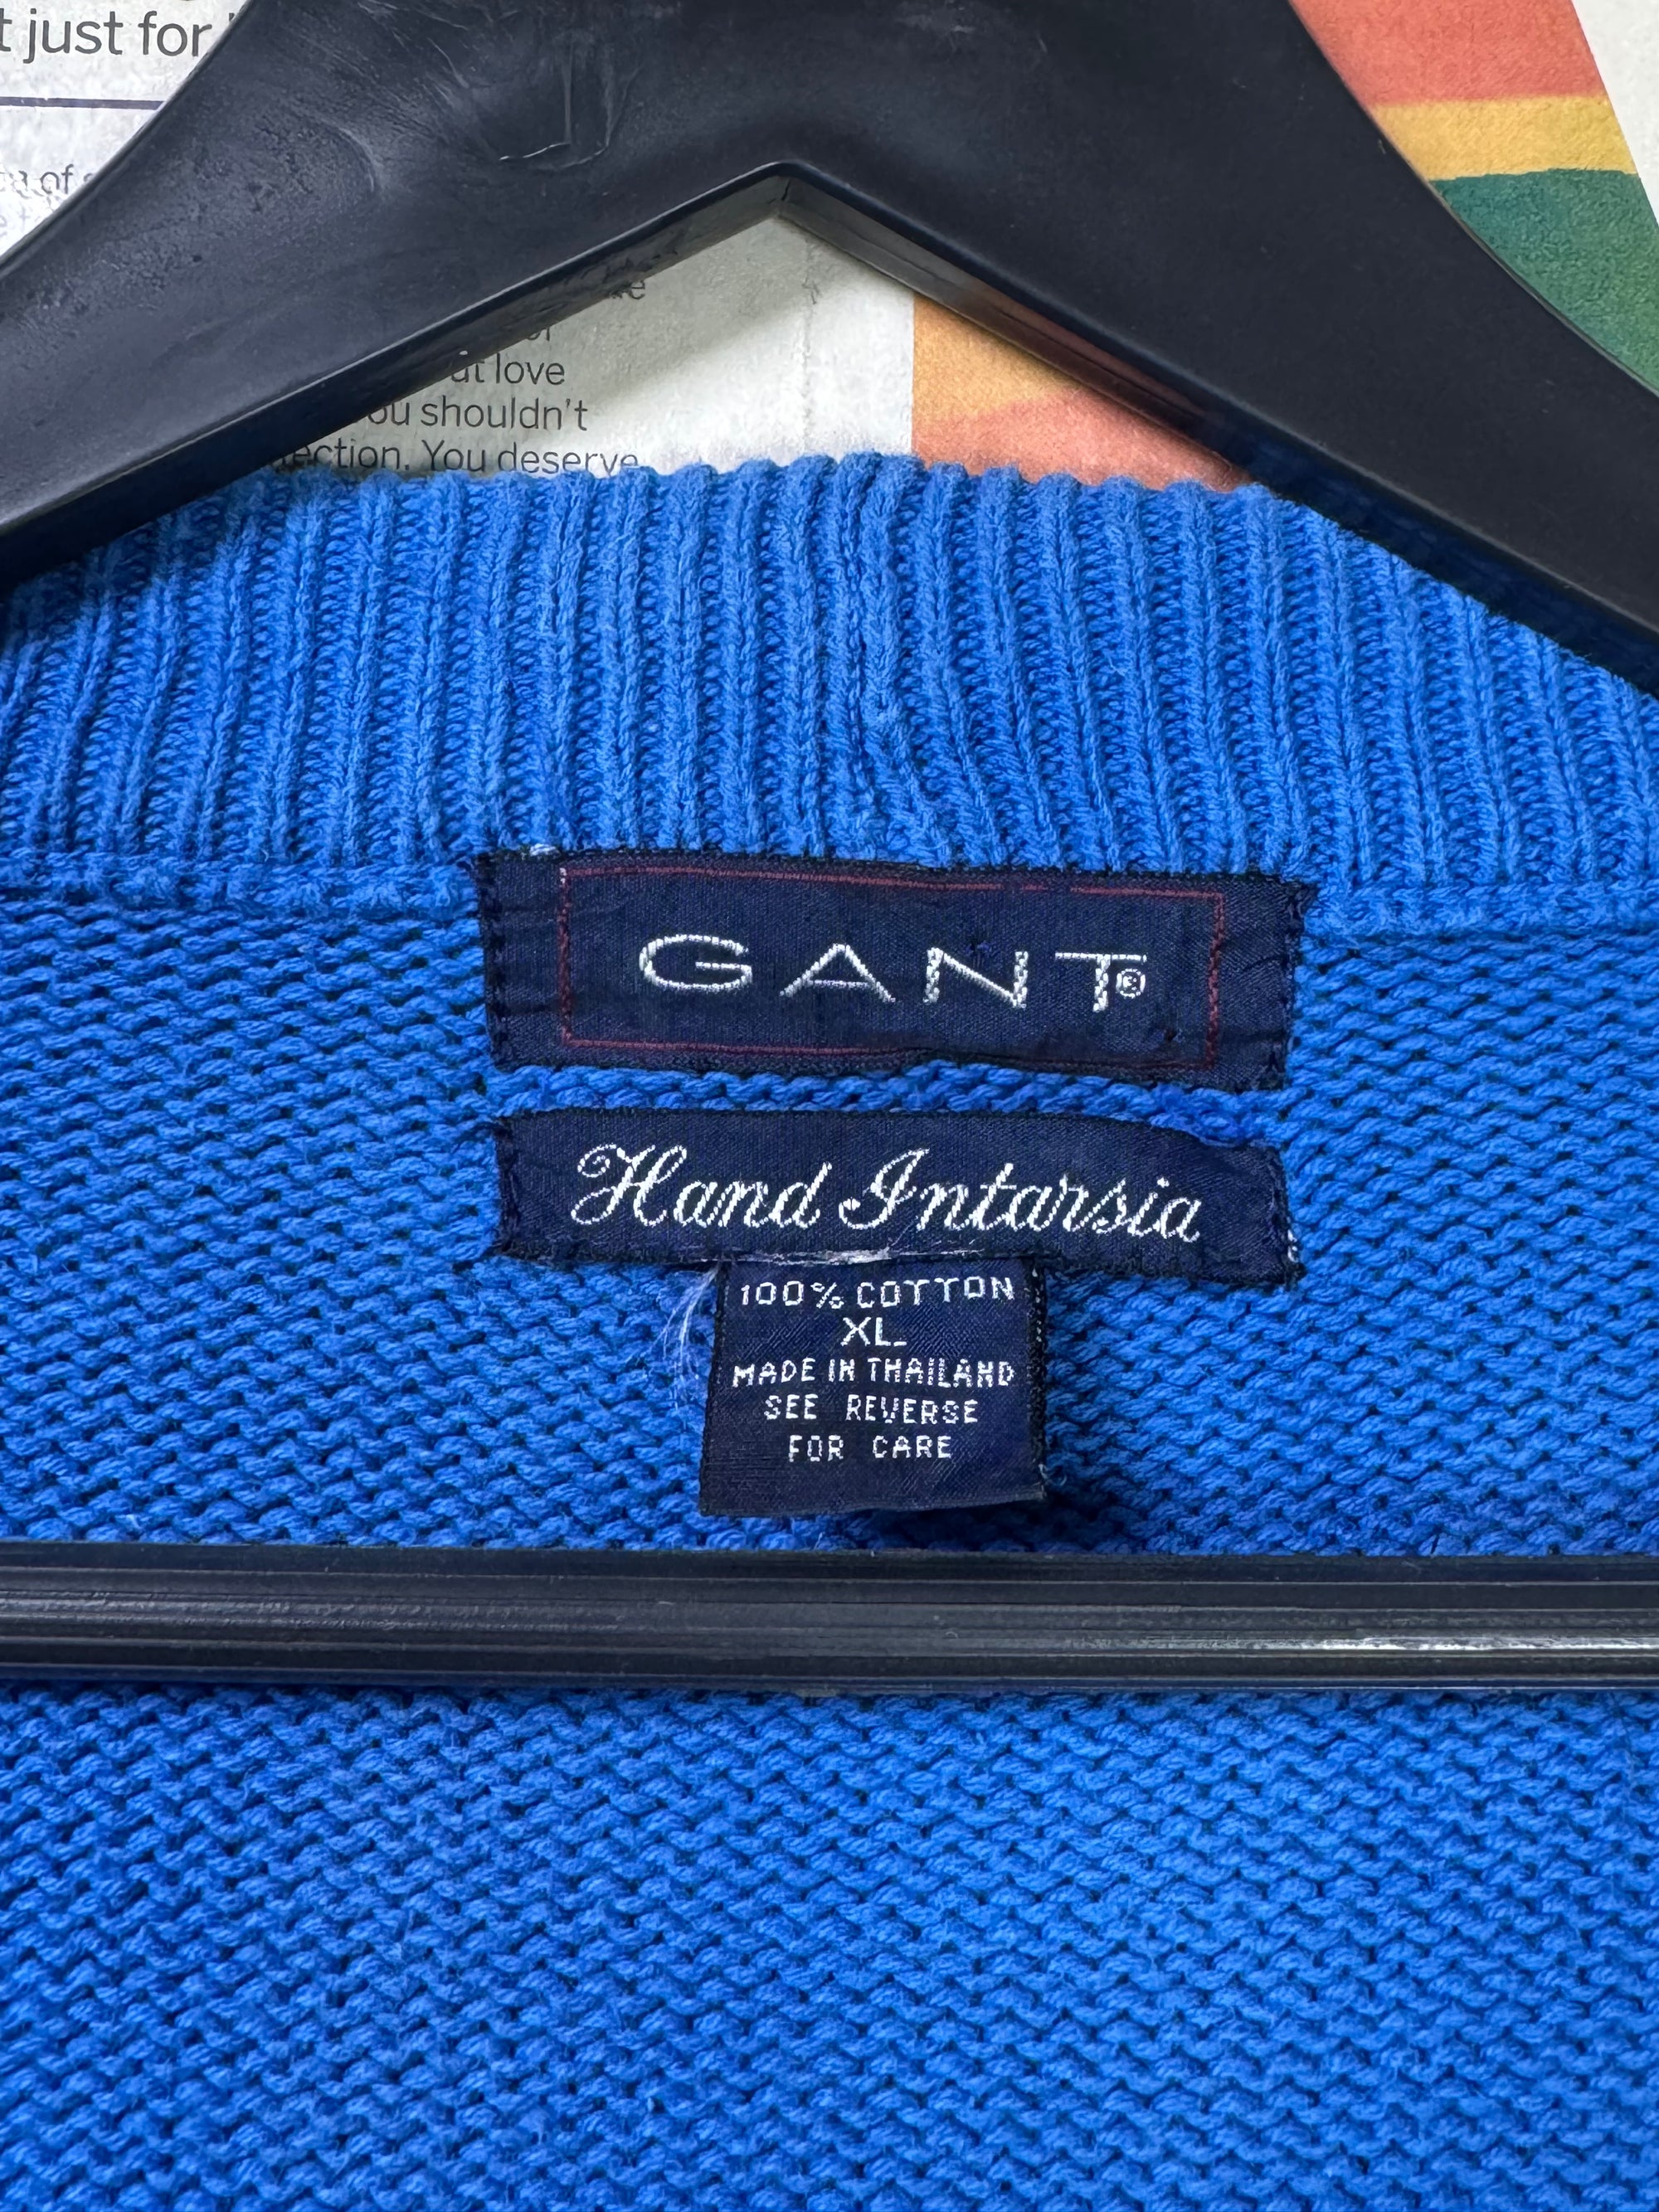 t just for
of
love
ou shouldn't
ection. You deserve
GANT®
Hand Intarsia
100% COTTON
XL
MADE IN THAILAND
SEE REVERSE
FOR CARE